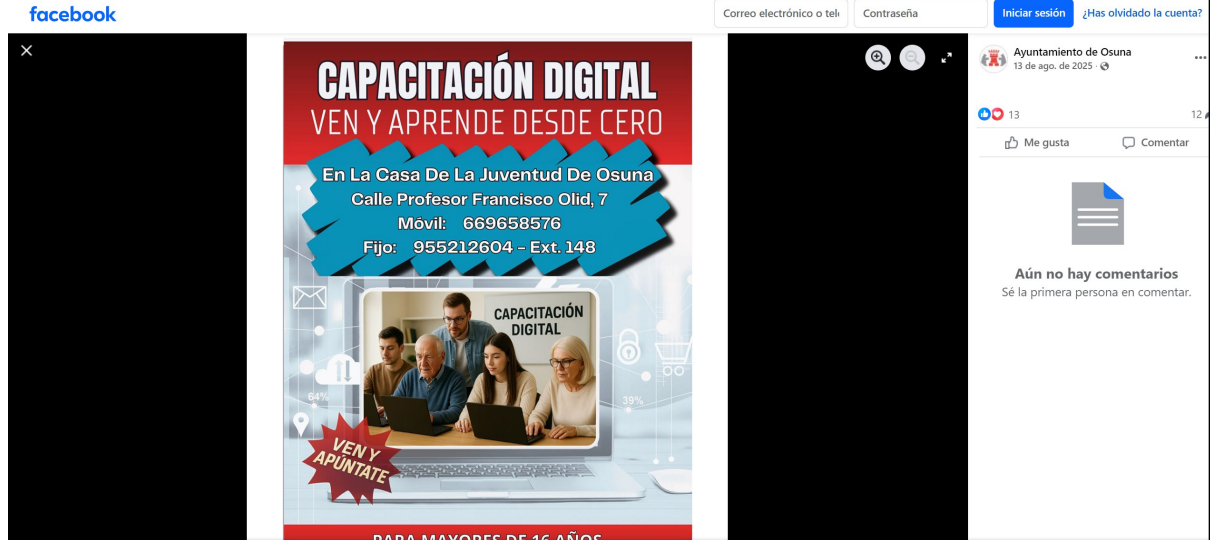 facebook
Correo electrónico o telé
Contraseña
Iniciar sesión
¿Has olvidado la cuenta?
CAPACITACIÓN DIGITAL
VEN Y APRENDE DESDE CERO
En La Casa De La Juventud De Osuna
Calle Profesor Francisco Olid, 7
Móvil: 669658576
Fijo: 955212604 – Ext. 148
CAPACITACIÓN
DIGITAL
64%
39%
VEN Y
APÚNTATE
PARA MAYORES DE 16 AÑOS
Ayuntamiento de Osuna
13 de ago. de 2025 ·
13
12
Me gusta
Comentar
Aún no hay comentarios
Sé la primera persona en comentar.